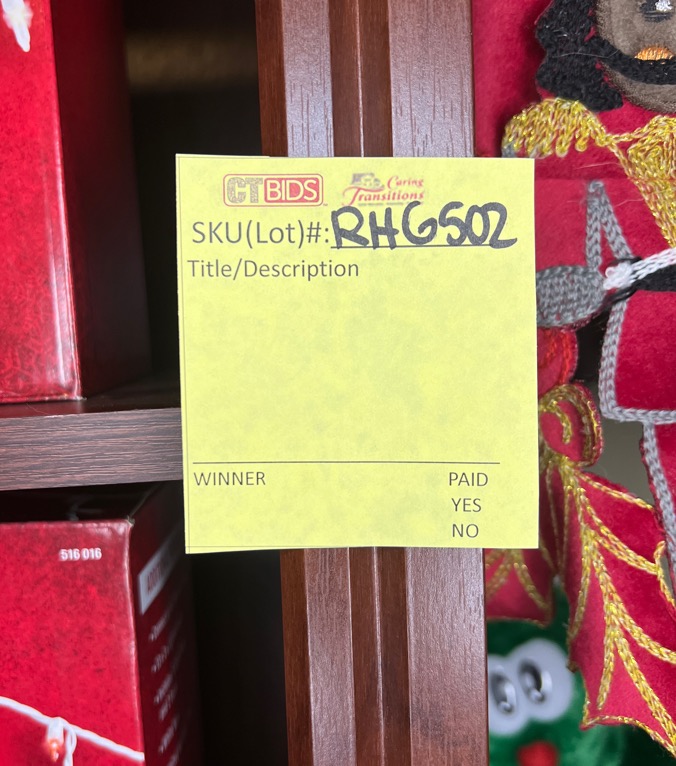 CTBIDS
Caring
Transitions
SKU(Lot)#:RHG502
Title/Description
WINNER
PAID
YES
NO
516 016